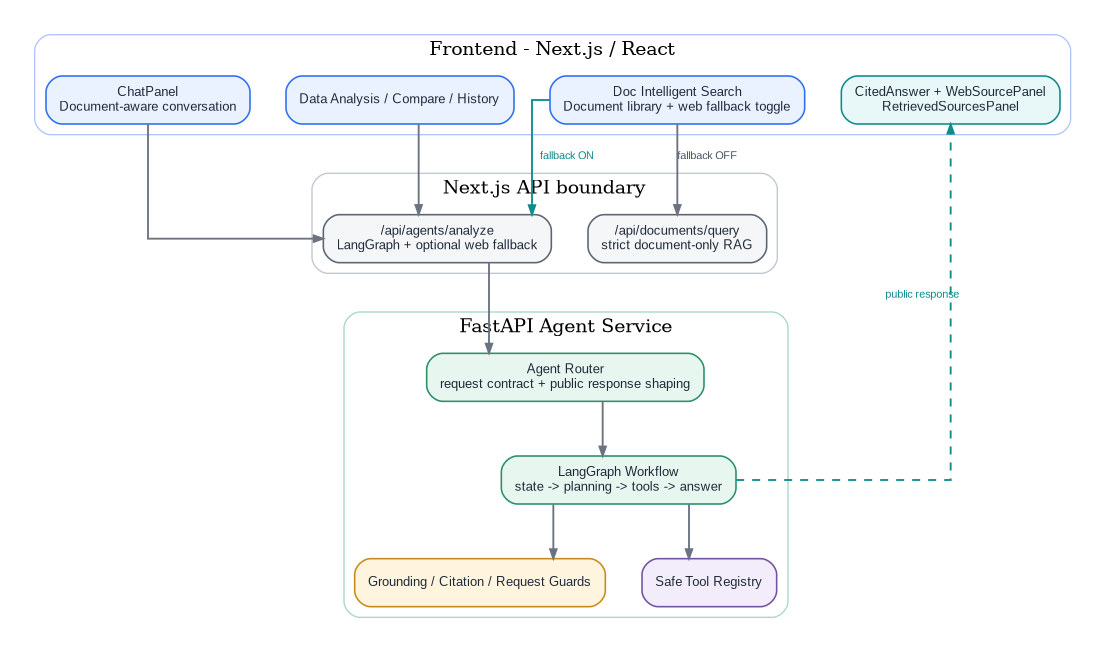 Frontend - Next.js / React
ChatPanel
Document-aware conversation
Data Analysis / Compare / History
Doc Intelligent Search
Document library + web fallback toggle
CitedAnswer + WebSourcePanel
RetrievedSourcesPanel
fallback ON
fallback OFF
Next.js API boundary
/api/agents/analyze
LangGraph + optional web fallback
/api/documents/query
strict document-only RAG
public response
FastAPI Agent Service
Agent Router
request contract + public response shaping
LangGraph Workflow
state -> planning -> tools -> answer
Grounding / Citation / Request Guards
Safe Tool Registry